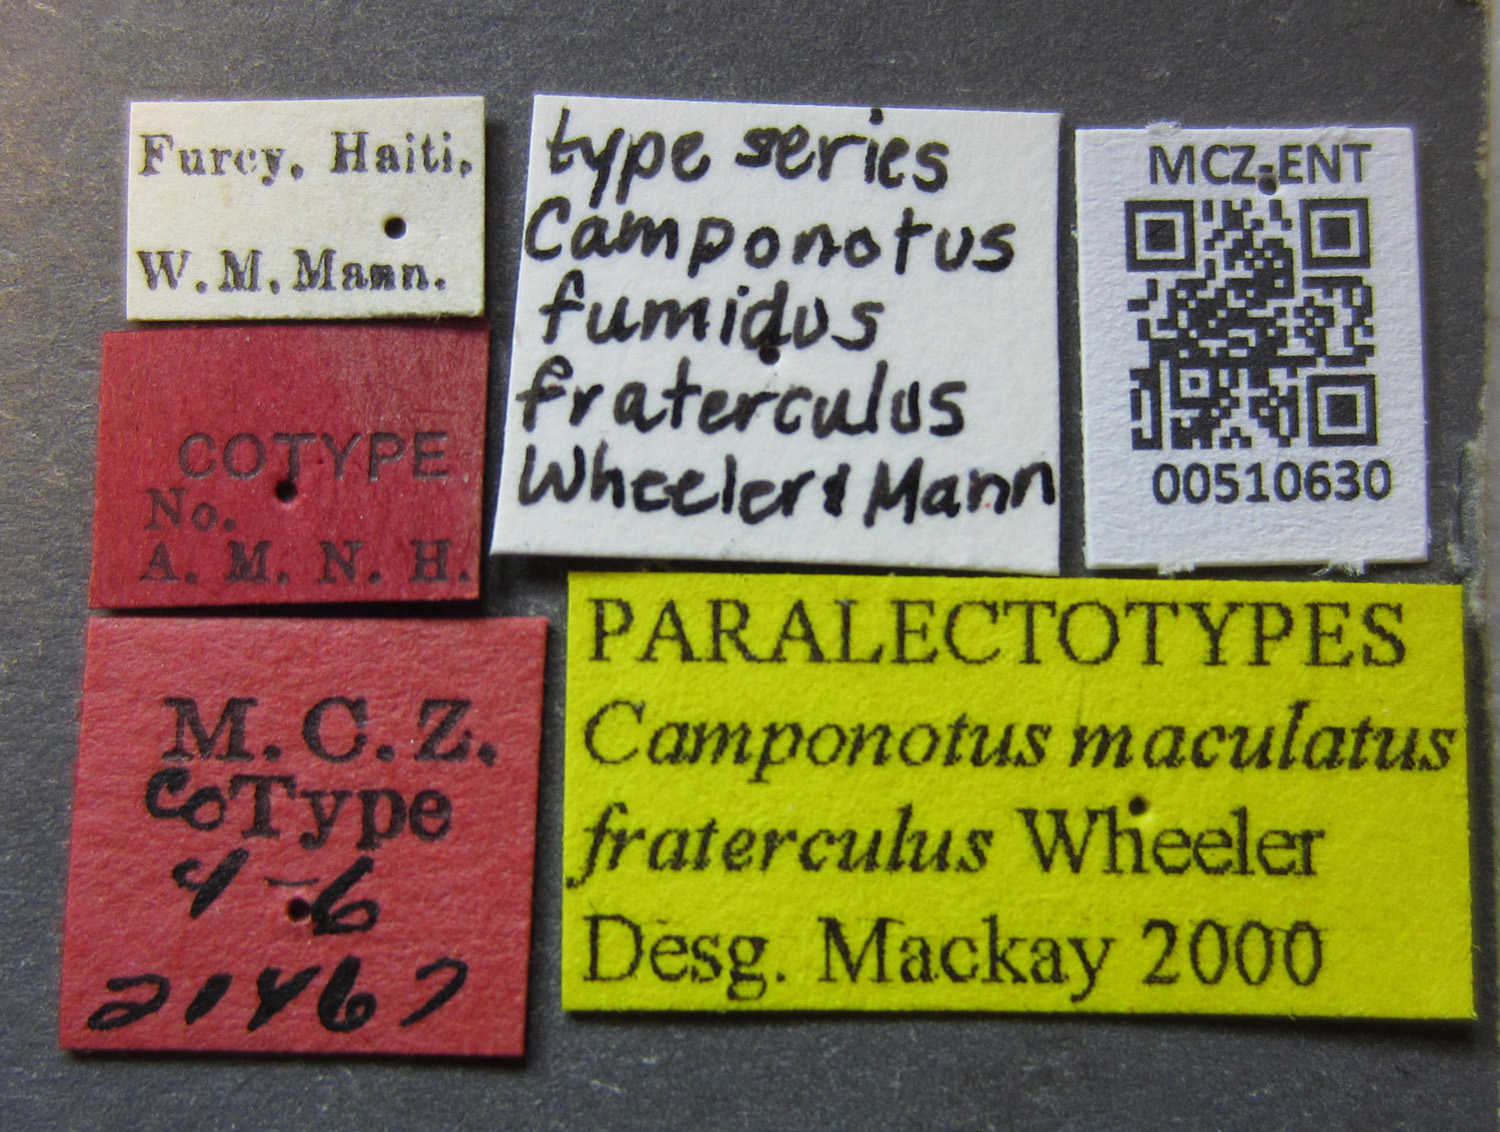 Furcy, Haiti.
W. M. Mann.
COTYPE
No.
A. M. N. H.
M. C. Z.
CoType
4-6
21467
type series
Camponotus
fumidus
fraterculus
Wheeler & Mann
MCZ-ENT
00510630
PARALECTOTYPES
Camponotus maculatus
fraterculus Wheeler
Desg. Mackay 2000